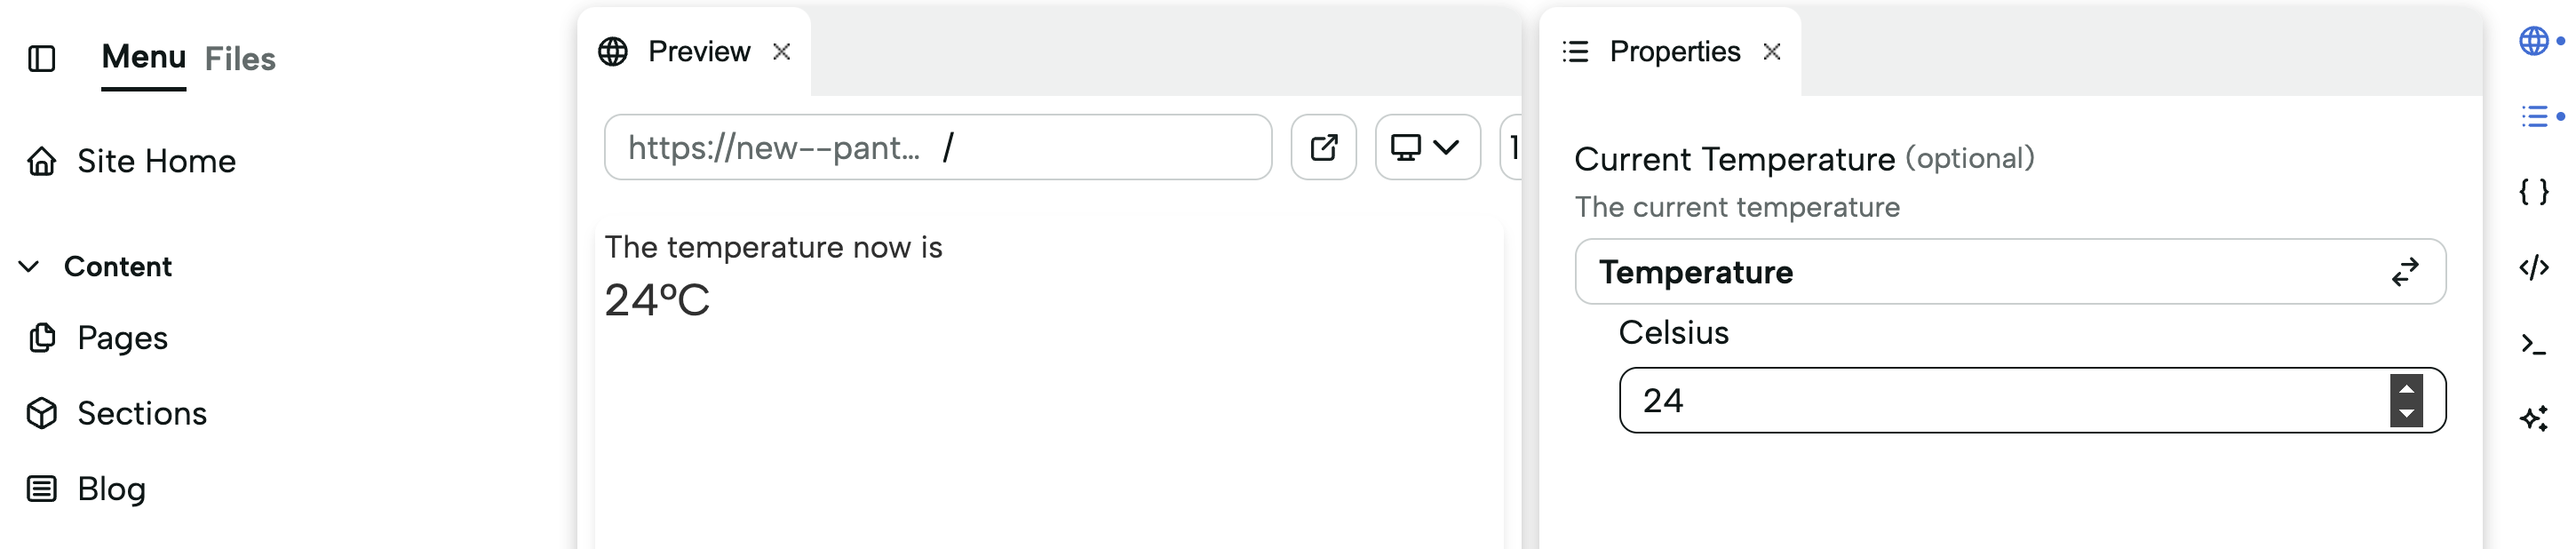 Menu Files
Site Home
Content
Pages
Sections
Blog
Preview
https://new--pant... /
1
The temperature now is
24°C
Properties
Current Temperature (optional)
The current temperature
Temperature
Celsius
24